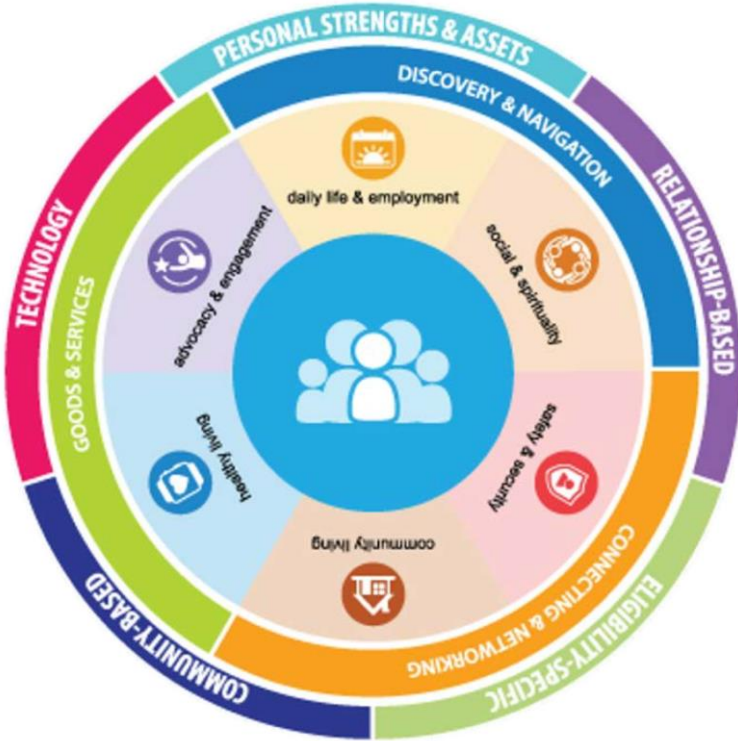 PERSONAL STRENGTHS & ASSETS
RELATIONSHIP-BASED
ELIGIBILITY-SPECIFIC
COMMUNITY-BASED
TECHNOLOGY
DISCOVERY & NAVIGATION
CONNECTING & NETWORKING
GOODS & SERVICES
daily life & employment
social & spirituality
safety & security
community living
healthy living
advocacy & engagement